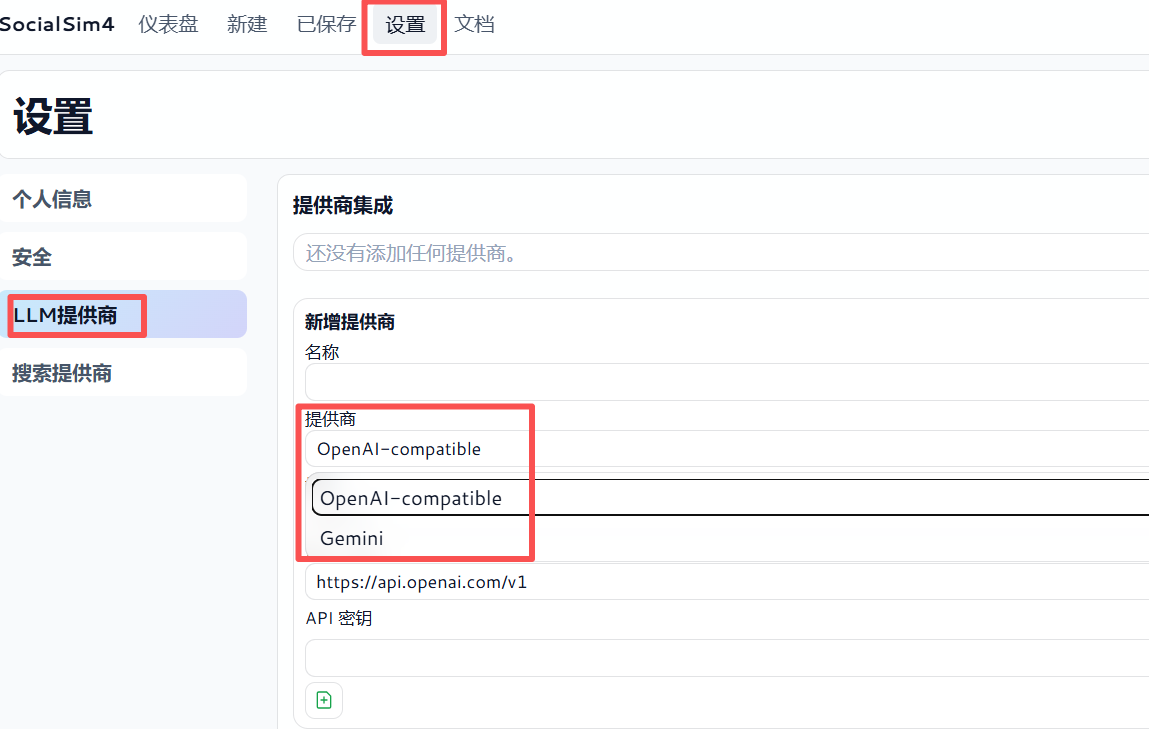 SocialSim4 仪表盘 新建 已保存 设置 文档
设置
个人信息
安全
LLM提供商
搜索提供商
提供商集成
还没有添加任何提供商。
新增提供商
名称
提供商
OpenAI-compatible
OpenAI-compatible
Gemini
https://api.openai.com/v1
API 密钥